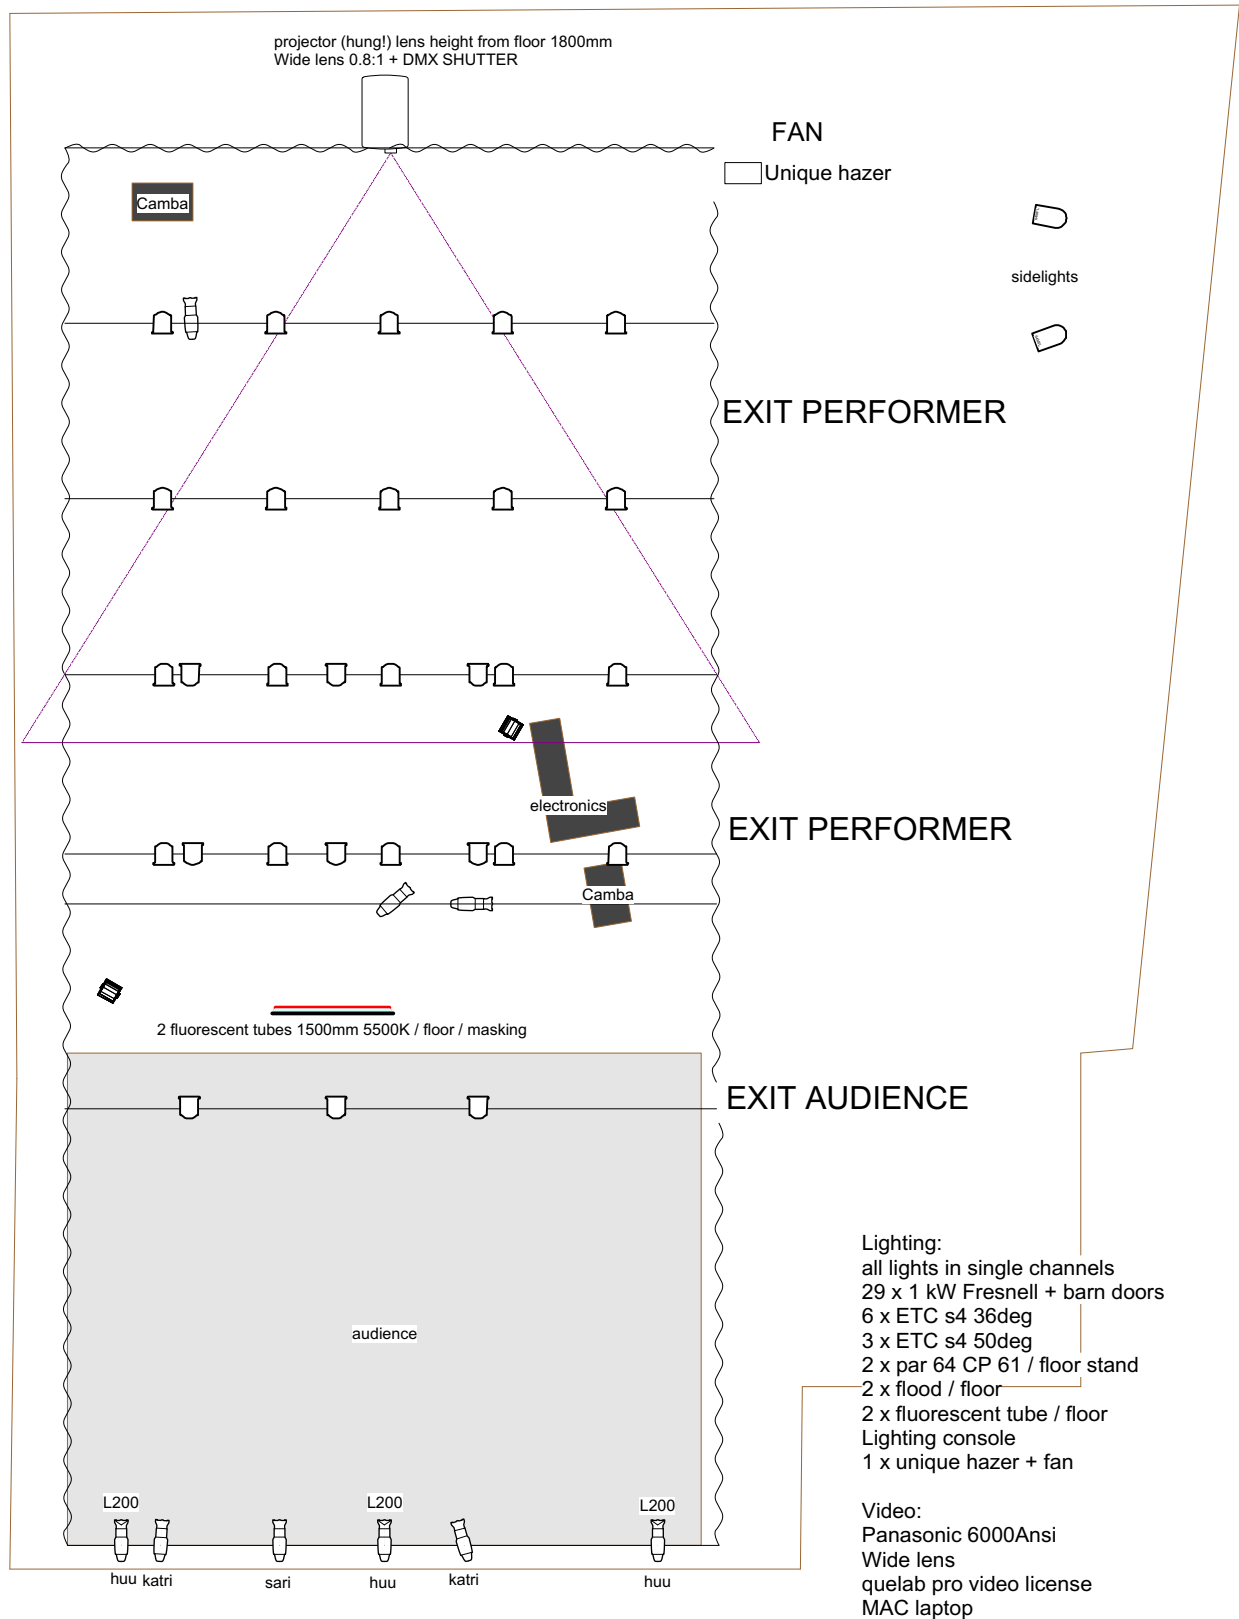 projector (hung!) lens height from floor 1800mm
Wide lens 0.8:1 + DMX SHUTTER
FAN
Unique hazer
Camba
sidelights
EXIT PERFORMER
electronics
EXIT PERFORMER
Camba
2 fluorescent tubes 1500mm 5500K / floor / masking
EXIT AUDIENCE
audience
Lighting:
all lights in single channels
29 x 1 kW Fresnell + barn doors
6 x ETC s4 36deg
3 x ETC s4 50deg
2 x par 64 CP 61 / floor stand
2 x flood / floor
2 x fluorescent tube / floor
Lighting console
1 x unique hazer + fan
Video:
Panasonic 6000Ansi
Wide lens
quelab pro video license
MAC laptop
L200
L200
L200
huu
katri
sari
huu
katri
huu